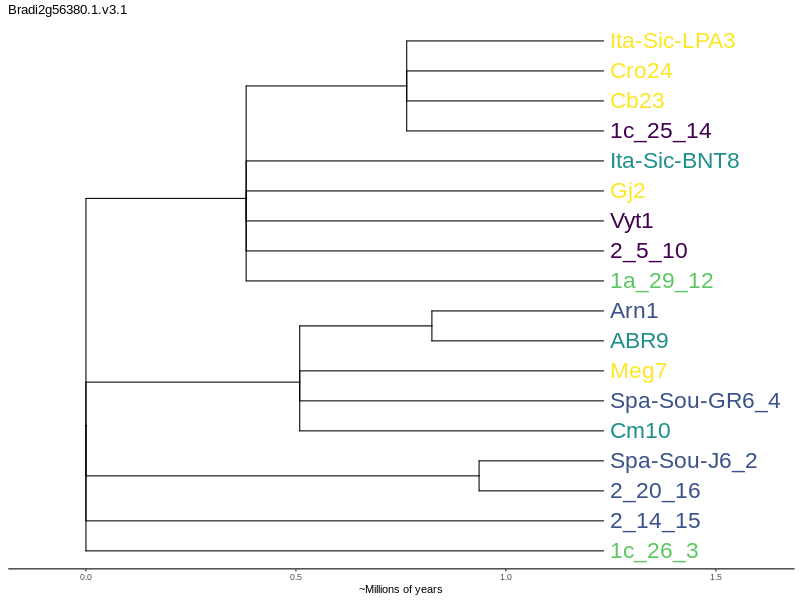 Bradi2g56380.1.v3.1
Ita-Sic-LPA3
Cro24
Cb23
1c_25_14
Ita-Sic-BNT8
Gj2
Vyt1
2_5_10
1a_29_12
Arn1
ABR9
Meg7
Spa-Sou-GR6_4
Cm10
Spa-Sou-J6_2
2_20_16
2_14_15
1c_26_3
0.0 0.5 1.0 1.5
~Millions of years